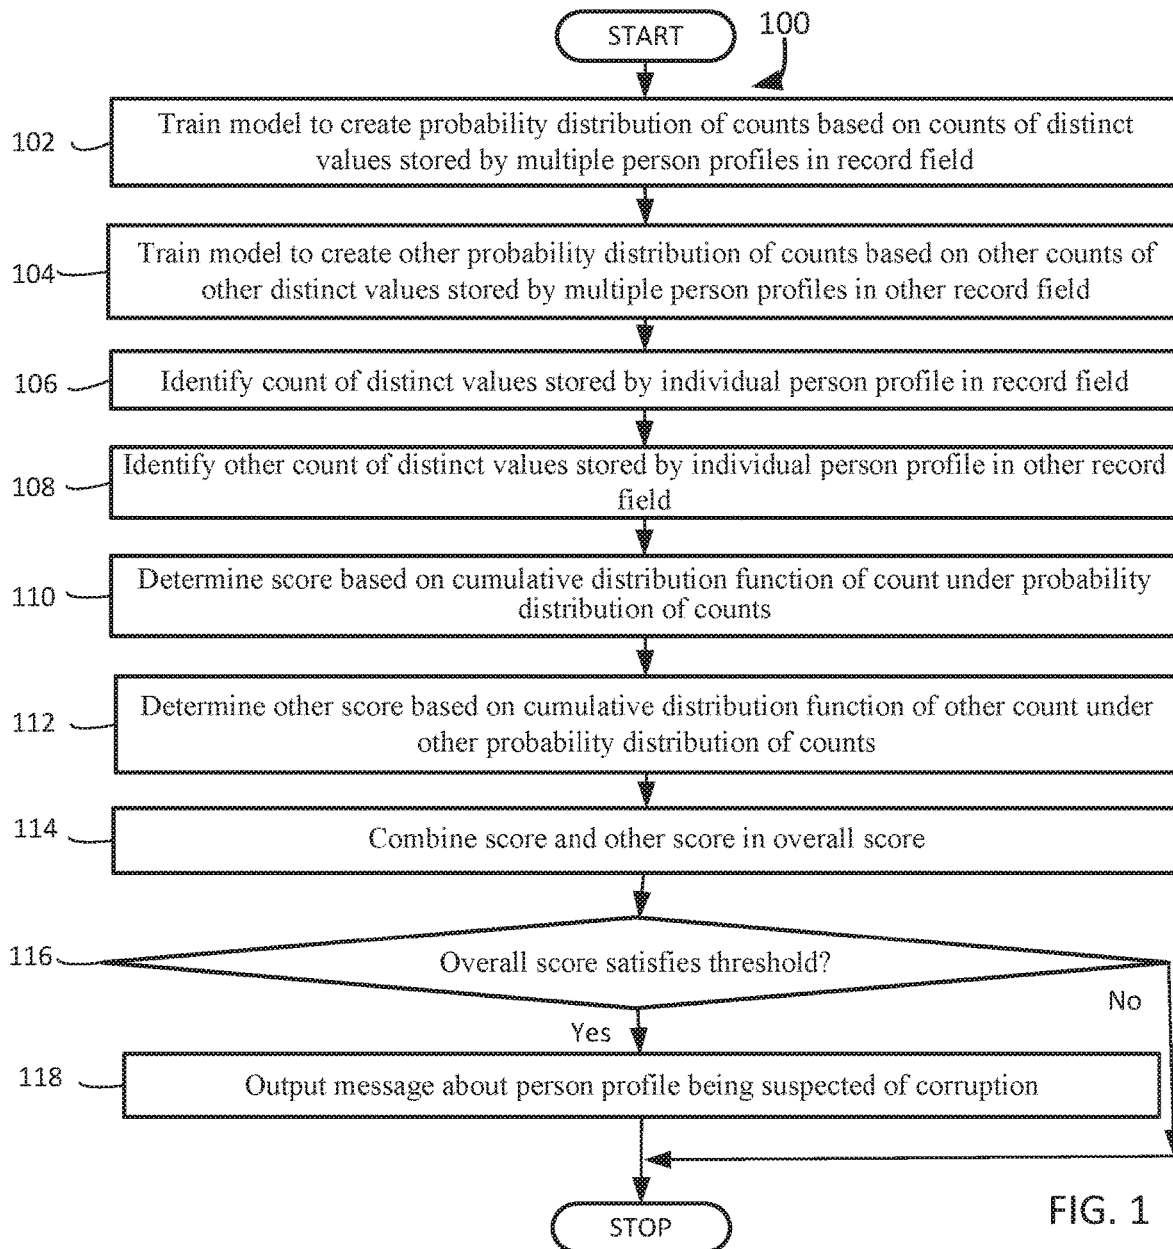 START
100
102
Train model to create probability distribution of counts based on counts of distinct
values stored by multiple person profiles in record field
104
Train model to create other probability distribution of counts based on other counts of
other distinct values stored by multiple person profiles in other record field
106
Identify count of distinct values stored by individual person profile in record field
108
Identify other count of distinct values stored by individual person profile in other record
field
110
Determine score based on cumulative distribution function of count under probability
distribution of counts
112
Determine other score based on cumulative distribution function of other count under
other probability distribution of counts
114
Combine score and other score in overall score
116
Overall score satisfies threshold?
No
Yes
118
Output message about person profile being suspected of corruption
STOP
FIG. 1